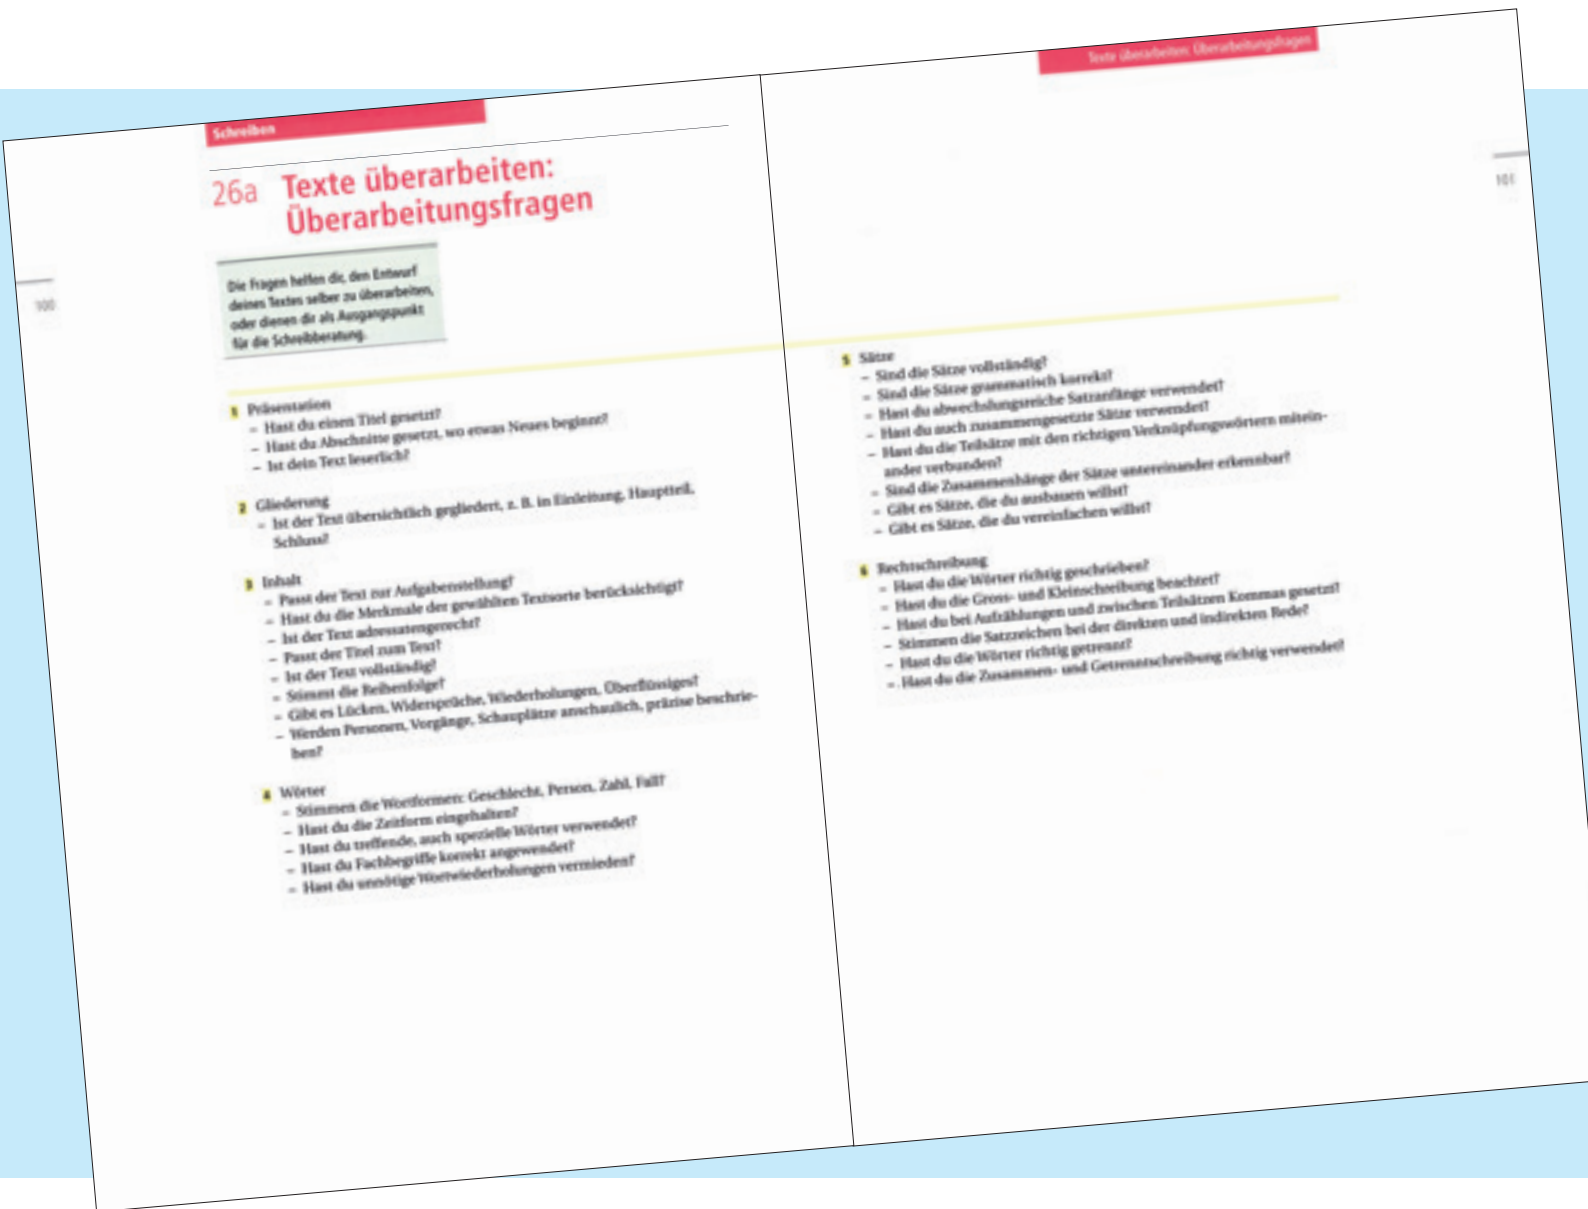 Schreiben
26a Texte überarbeiten:
Überarbeitungsfragen
Die Fragen helfen dir, den Entwurf
deines Textes selber zu überarbeiten,
oder dienen dir als Ausgangspunkt
für die Schreibberatung.
100
1 Präsentation
– Hast du einen Titel gesetzt?
– Hast du Abschnitte gesetzt, wo etwas Neues beginnt?
– Ist dein Text leserlich?
2 Gliederung
– Ist der Text übersichtlich gegliedert, z. B. in Einleitung, Hauptteil,
Schluss?
3 Inhalt
– Passt der Text zur Aufgabenstellung?
– Hast du die Merkmale der gewählten Textsorte berücksichtigt?
– Ist der Text adressatengerecht?
– Passt der Titel zum Text?
– Ist der Text vollständig?
– Stimmt die Reihenfolge?
– Gibt es Lücken, Widersprüche, Wiederholungen, Überflüssiges?
– Werden Personen, Vorgänge, Schauplätze anschaulich, präzise beschrie-
ben?
4 Wörter
– Stimmen die Wortformen: Geschlecht, Person, Zahl, Fall?
– Hast du die Zeitform eingehalten?
– Hast du treffende, auch spezielle Wörter verwendet?
– Hast du Fachbegriffe korrekt angewendet?
– Hast du unnötige Wortwiederholungen vermieden?
Texte überarbeiten: Überarbeitungsfragen
101
5 Sätze
– Sind die Sätze vollständig?
– Sind die Sätze grammatisch korrekt?
– Hast du abwechslungsreiche Satzanfänge verwendet?
– Hast du auch zusammengesetzte Sätze verwendet?
– Hast du die Teilsätze mit den richtigen Verknüpfungswörtern mitein-
ander verbunden?
– Sind die Zusammenhänge der Sätze untereinander erkennbar?
– Gibt es Sätze, die du ausbauen willst?
– Gibt es Sätze, die du vereinfachen willst?
6 Rechtschreibung
– Hast du die Wörter richtig geschrieben?
– Hast du die Gross- und Kleinschreibung beachtet?
– Hast du bei Aufzählungen und zwischen Teilsätzen Kommas gesetzt?
– Stimmen die Satzzeichen bei der direkten und indirekten Rede?
– Hast du die Wörter richtig getrennt?
– Hast du die Zusammen- und Getrenntschreibung richtig verwendet?